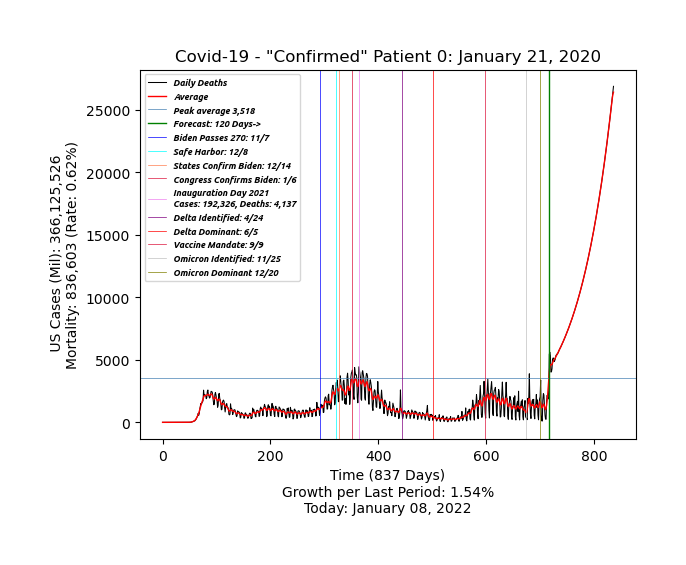 Covid-19 - "Confirmed" Patient 0: January 21, 2020
Daily Deaths
Average
Peak average 3,518
Forecast: 120 Days->
Biden Passes 270: 11/7
Safe Harbor: 12/8
States Confirm Biden: 12/14
Congress Confirms Biden: 1/6
Inauguration Day 2021
Cases: 192,326, Deaths: 4,137
Delta Identified: 4/24
Delta Dominant: 6/5
Vaccine Mandate: 9/9
Omicron Identified: 11/25
Omicron Dominant 12/20
US Cases (Mil): 366,125,526
Mortality: 836,603 (Rate: 0.62%)
25000
20000
15000
10000
5000
0
0 200 400 600 800
Time (837 Days)
Growth per Last Period: 1.54%
Today: January 08, 2022